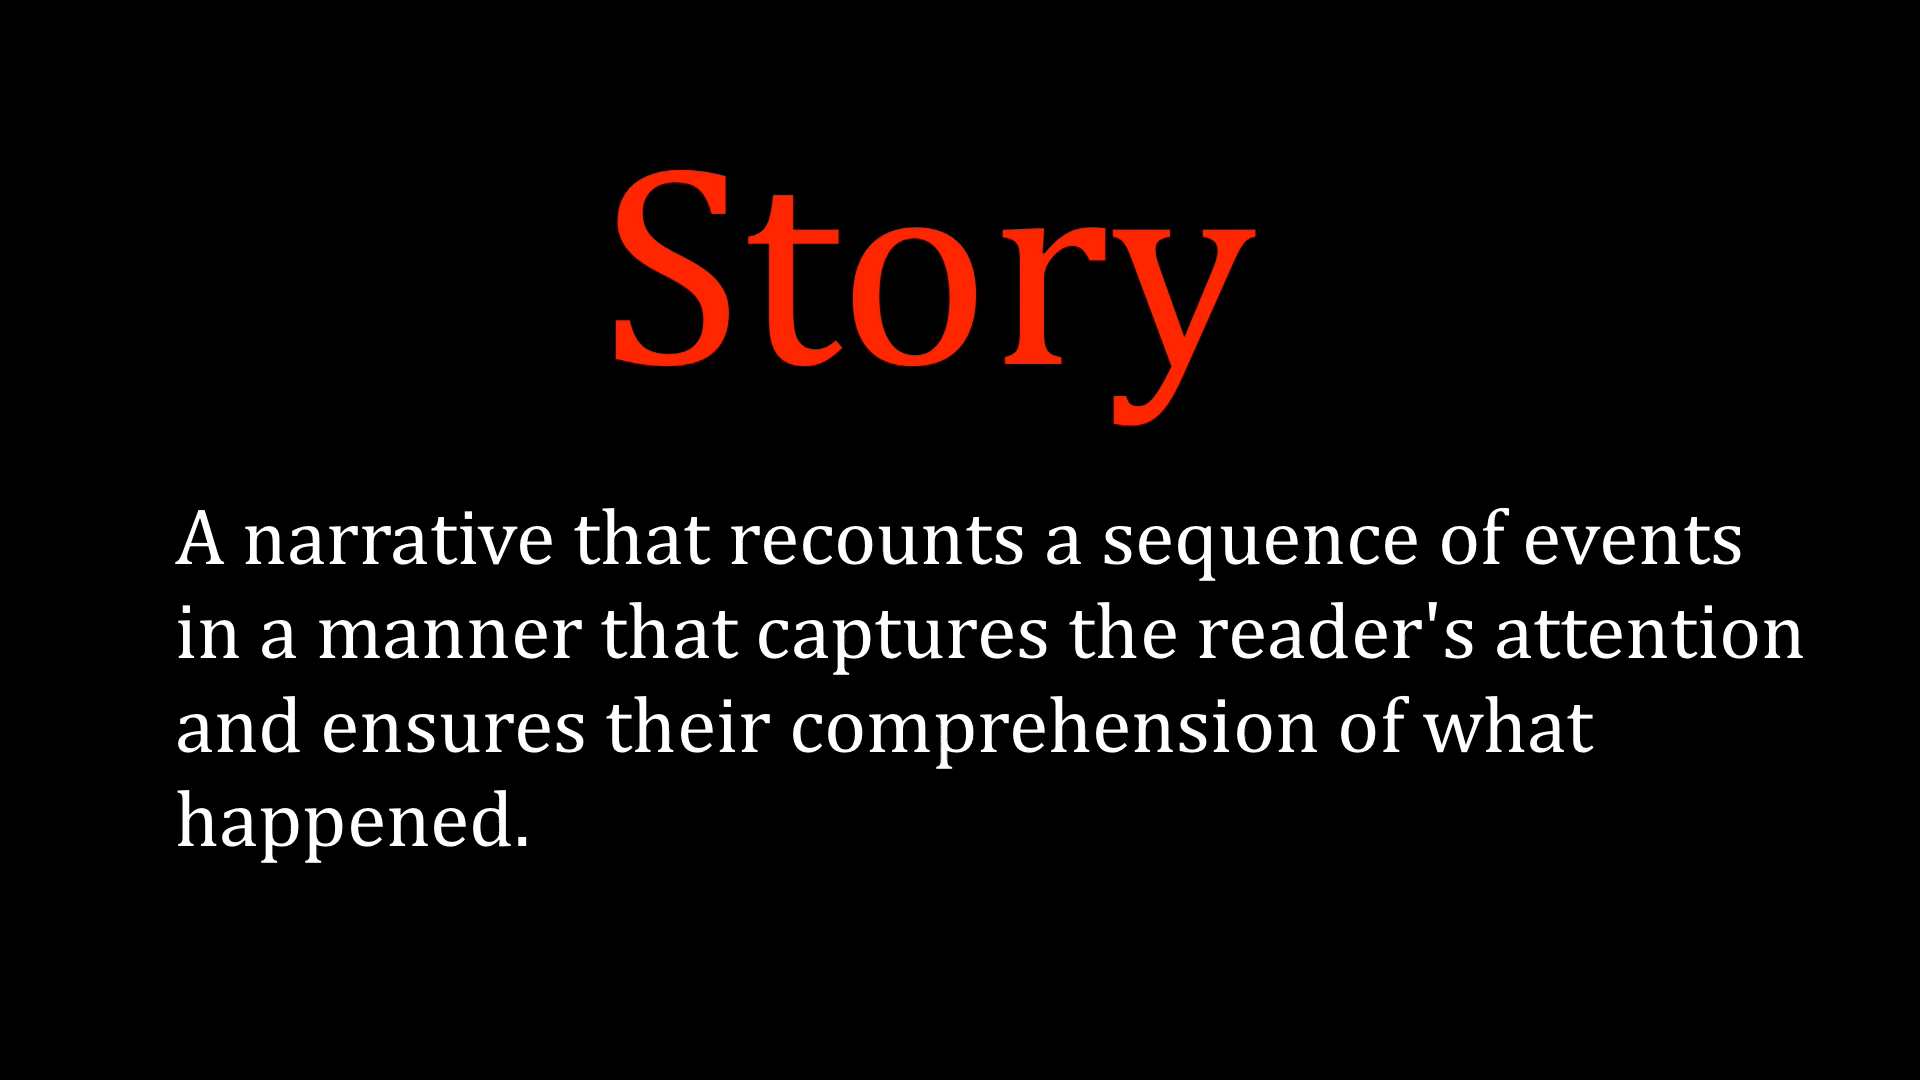 Story
A narrative that recounts a sequence of events
in a manner that captures the reader's attention
and ensures their comprehension of what
happened.